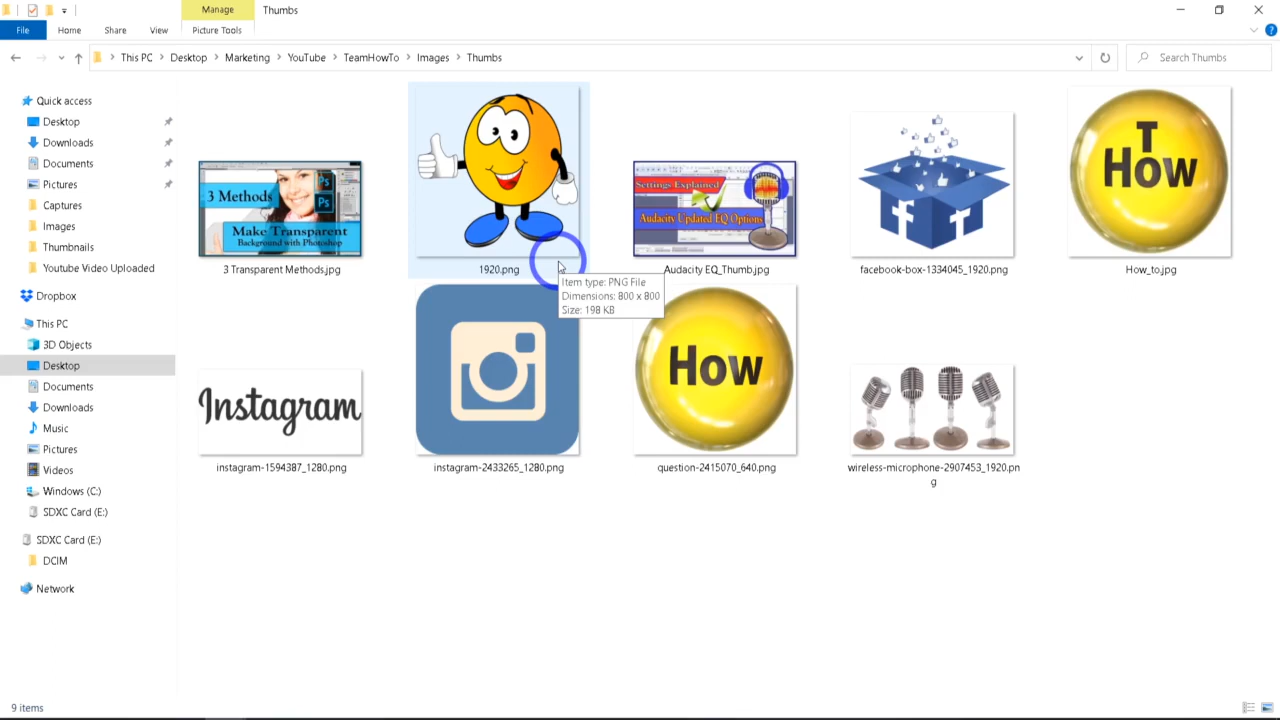 Manage
Thumbs
File
Home
Share
View
Picture Tools
This PC
Desktop
Marketing
YouTube
TeamHowTo
Images
Thumbs
Search Thumbs
Quick access
Desktop
Downloads
Documents
Pictures
Captures
Images
Thumbnails
Youtube Video Uploaded
Dropbox
This PC
3D Objects
Desktop
Documents
Downloads
Music
Pictures
Videos
Windows (C:)
SDXC Card (E:)
SDXC Card (E:)
DCIM
Network
3 Methods
Ps
Ps
Make Transparent
Background with Photoshop
3 Transparent Methods.jpg
1920.png
Item type: PNG File
Dimensions: 800 x 800
Size: 198 KB
Settings Explained
Audacity Updated EQ Options
Audacity EQ_Thumb.jpg
f
f
facebook-box-1334045_1920.png
T
How
How_to.jpg
Instagram
instagram-1594387_1280.png
instagram-2433265_1280.png
How
question-2415070_640.png
wireless-microphone-2907453_1920.pn
g
9 items